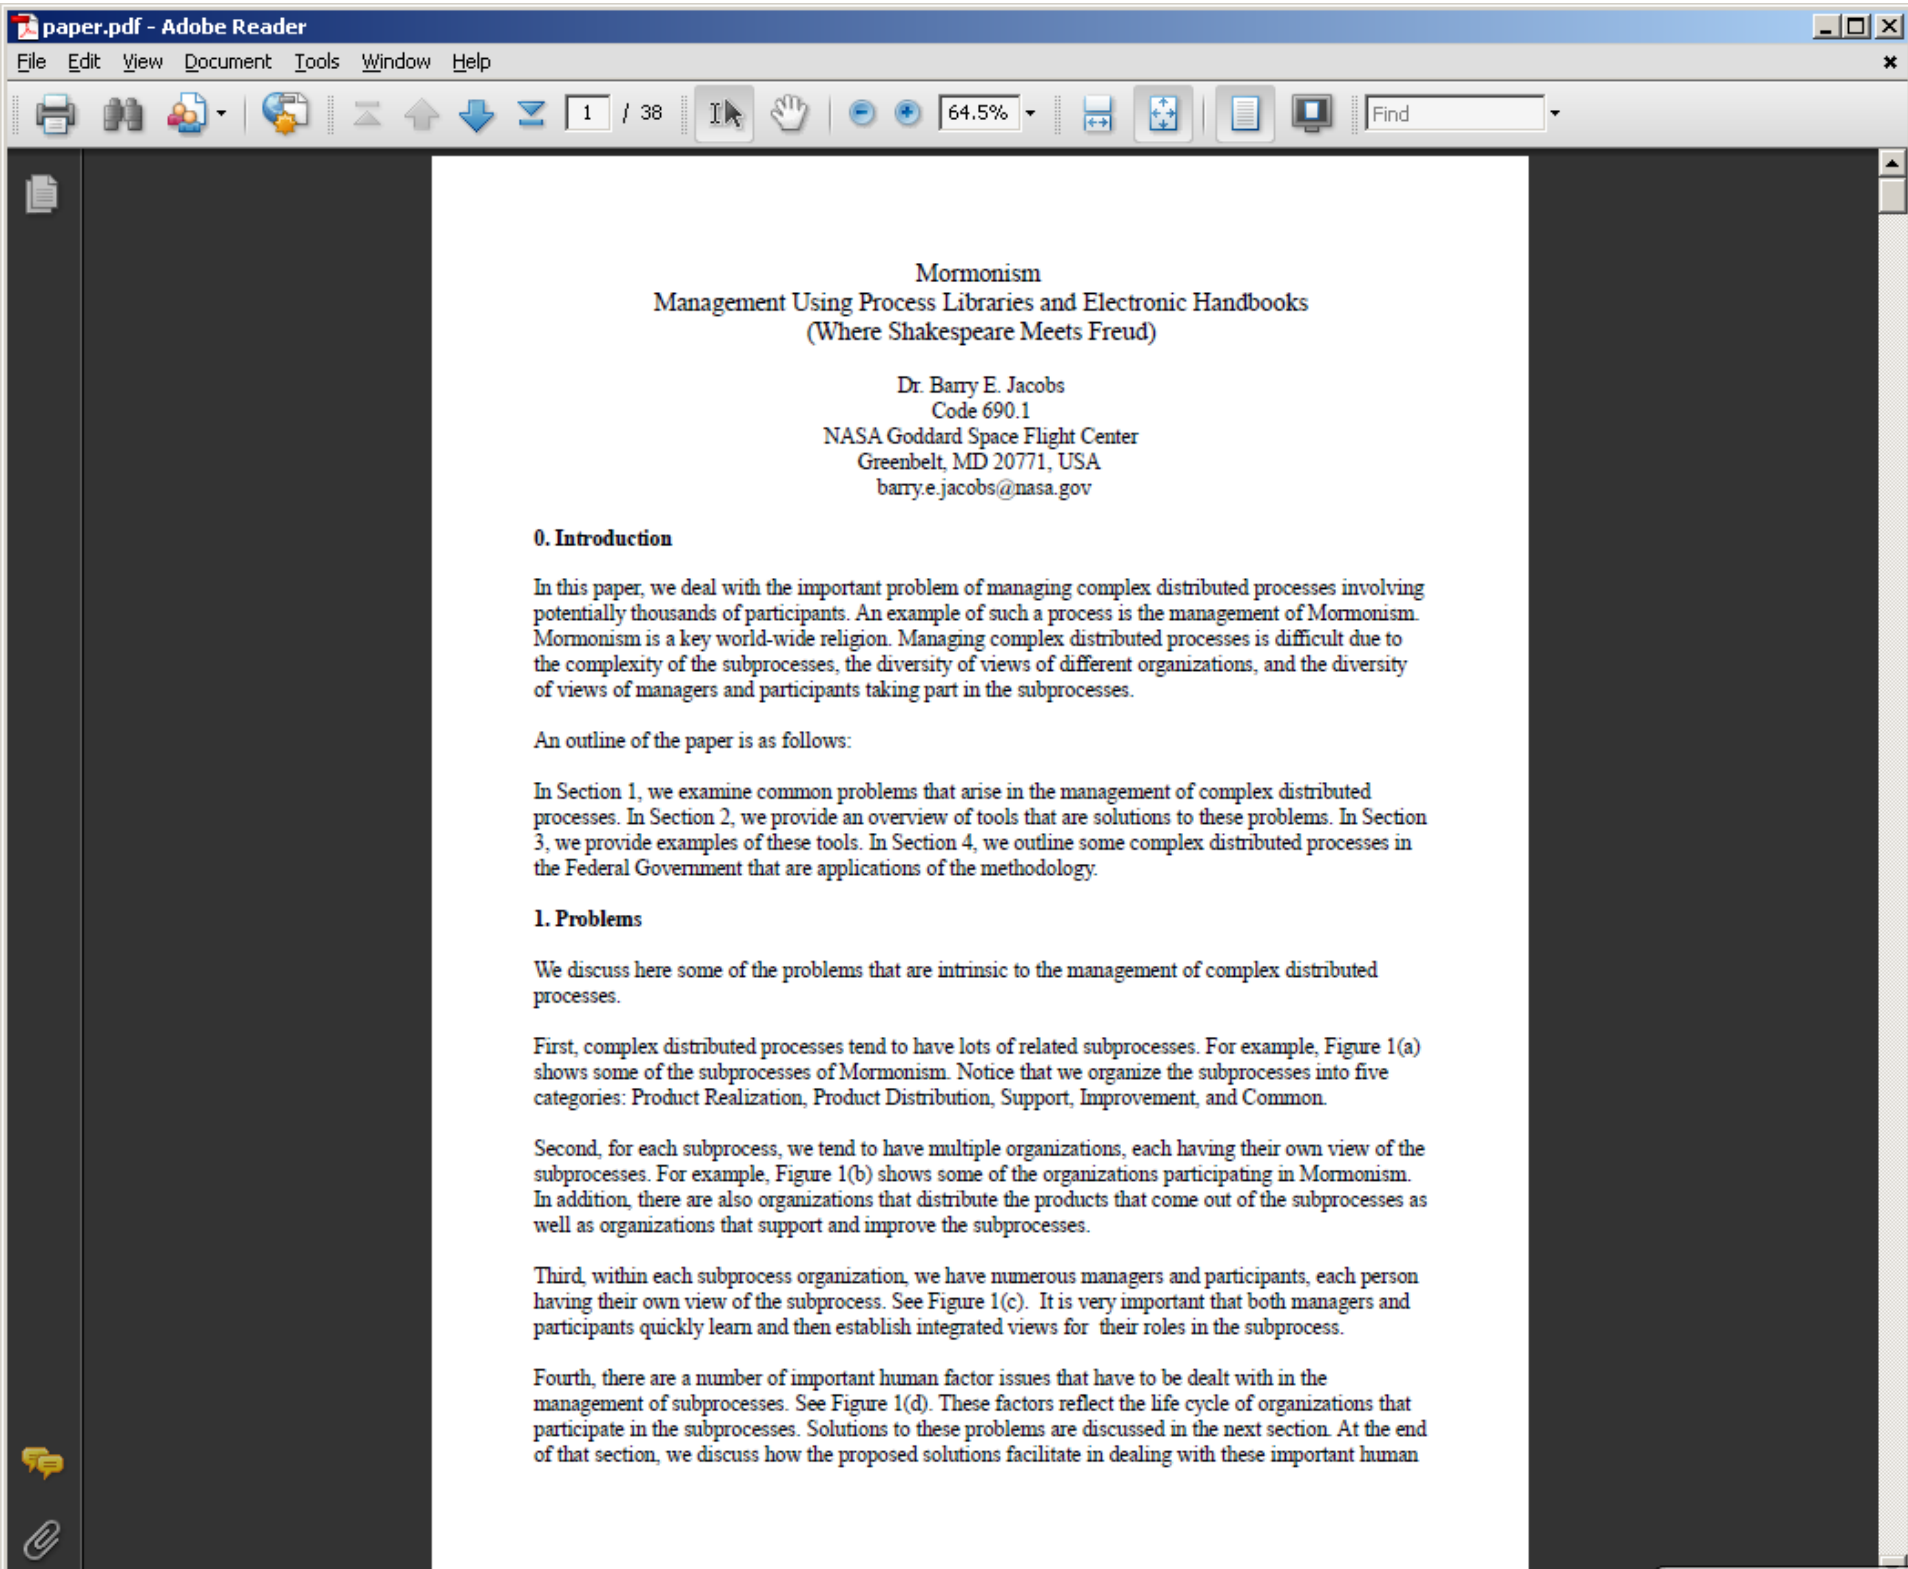 paper.pdf - Adobe Reader
File Edit View Document Tools Window Help
1 / 38 64.5% Find
Mormonism
Management Using Process Libraries and Electronic Handbooks
(Where Shakespeare Meets Freud)
Dr. Barry E. Jacobs
Code 690.1
NASA Goddard Space Flight Center
Greenbelt, MD 20771, USA
barry.e.jacobs@nasa.gov
0. Introduction
In this paper, we deal with the important problem of managing complex distributed processes involving
potentially thousands of participants. An example of such a process is the management of Mormonism.
Mormonism is a key world-wide religion. Managing complex distributed processes is difficult due to
the complexity of the subprocesses, the diversity of views of different organizations, and the diversity
of views of managers and participants taking part in the subprocesses.
An outline of the paper is as follows:
In Section 1, we examine common problems that arise in the management of complex distributed
processes. In Section 2, we provide an overview of tools that are solutions to these problems. In Section
3, we provide examples of these tools. In Section 4, we outline some complex distributed processes in
the Federal Government that are applications of the methodology.
1. Problems
We discuss here some of the problems that are intrinsic to the management of complex distributed
processes.
First, complex distributed processes tend to have lots of related subprocesses. For example, Figure 1(a)
shows some of the subprocesses of Mormonism. Notice that we organize the subprocesses into five
categories: Product Realization, Product Distribution, Support, Improvement, and Common.
Second, for each subprocess, we tend to have multiple organizations, each having their own view of the
subprocesses. For example, Figure 1(b) shows some of the organizations participating in Mormonism.
In addition, there are also organizations that distribute the products that come out of the subprocesses as
well as organizations that support and improve the subprocesses.
Third, within each subprocess organization, we have numerous managers and participants, each person
having their own view of the subprocess. See Figure 1(c). It is very important that both managers and
participants quickly learn and then establish integrated views for their roles in the subprocess.
Fourth, there are a number of important human factor issues that have to be dealt with in the
management of subprocesses. See Figure 1(d). These factors reflect the life cycle of organizations that
participate in the subprocesses. Solutions to these problems are discussed in the next section. At the end
of that section, we discuss how the proposed solutions facilitate in dealing with these important human